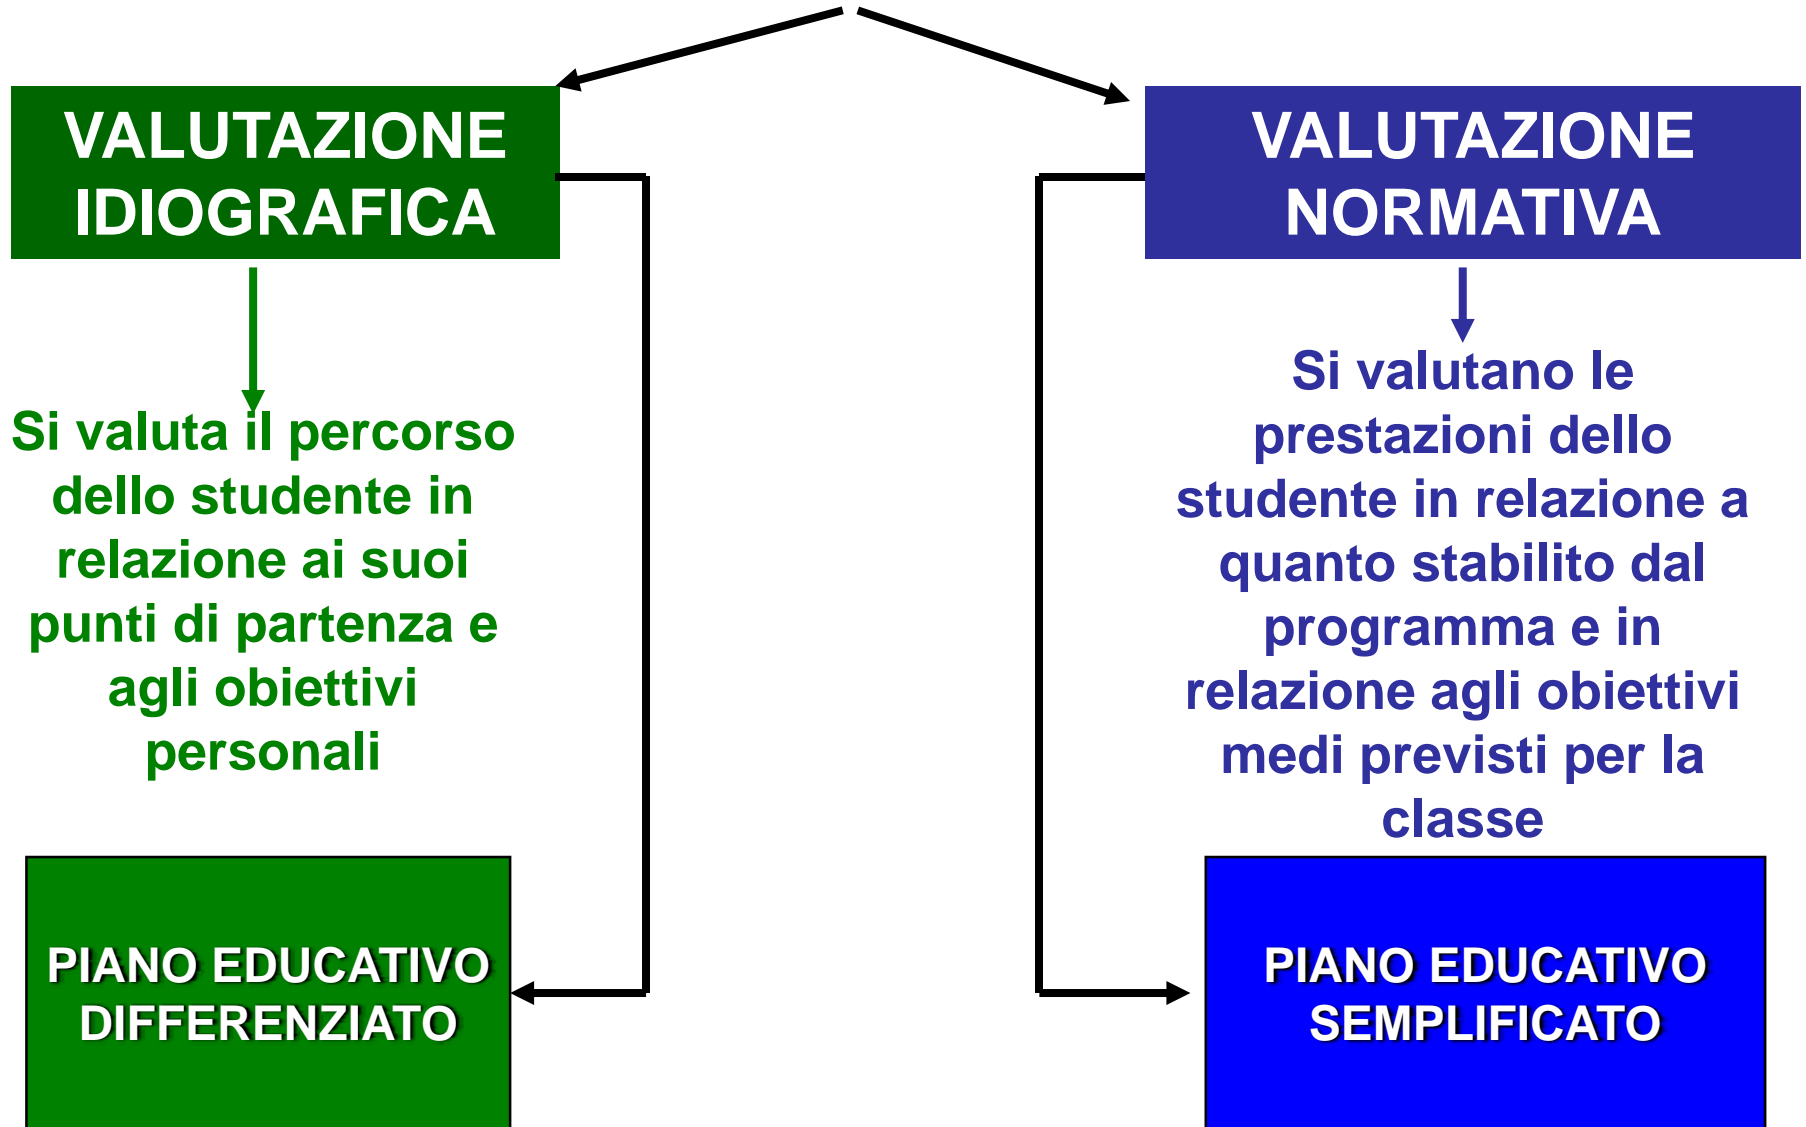 VALUTAZIONE
IDIOGRAFICA
Si valuta il percorso
dello studente in
relazione ai suoi
punti di partenza e
agli obiettivi
personali
PIANO EDUCATIVO
DIFFERENZIATO
VALUTAZIONE
NORMATIVA
Si valutano le
prestazioni dello
studente in relazione a
quanto stabilito dal
programma e in
relazione agli obiettivi
medi previsti per la
classe
PIANO EDUCATIVO
SEMPLIFICATO